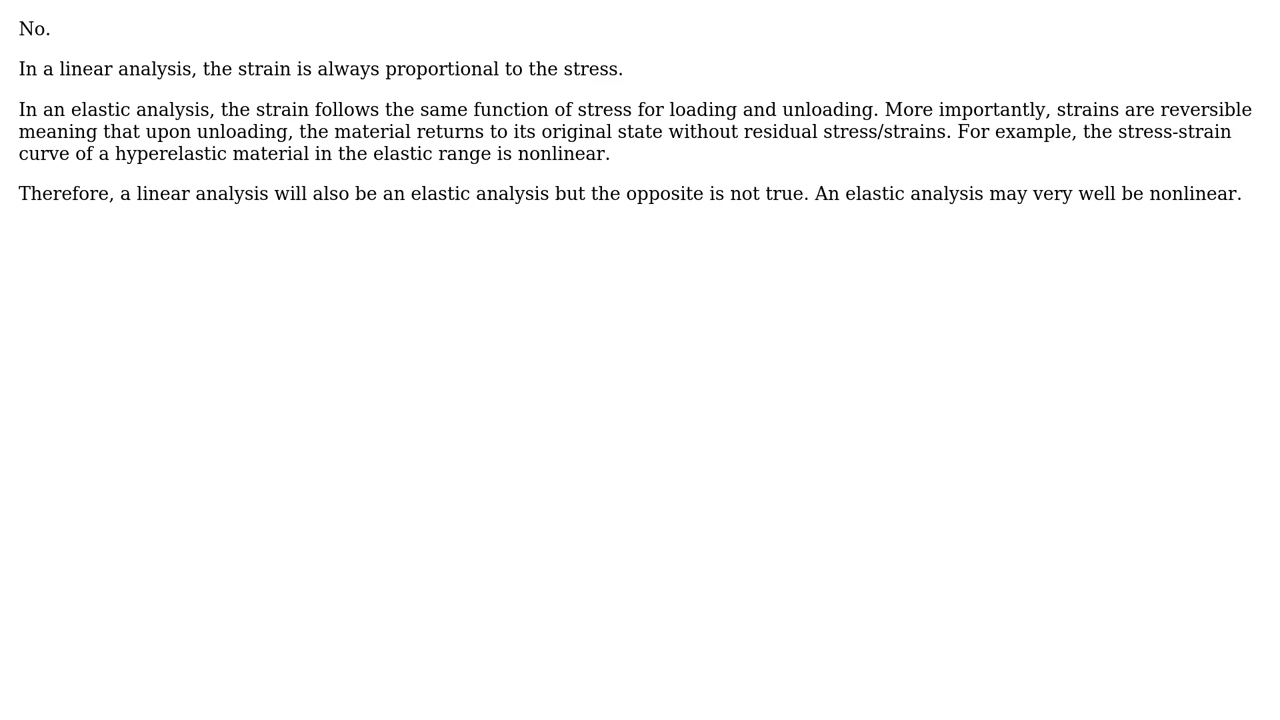 No.
In a linear analysis, the strain is always proportional to the stress.
In an elastic analysis, the strain follows the same function of stress for loading and unloading. More importantly, strains are reversible
meaning that upon unloading, the material returns to its original state without residual stress/strains. For example, the stress-strain
curve of a hyperelastic material in the elastic range is nonlinear.
Therefore, a linear analysis will also be an elastic analysis but the opposite is not true. An elastic analysis may very well be nonlinear.